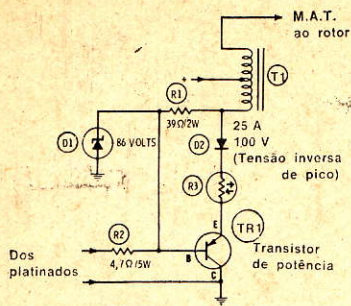 M.A.T.
ao rotor
T1
+
R1
39Ω/2W
D1
86 VOLTS
D2
25 A
100 V
(Tensão inversa
de pico)
R3
R2
4,7Ω/5W
E
TR1
B
C
Transistor
de potência
Dos
platinados